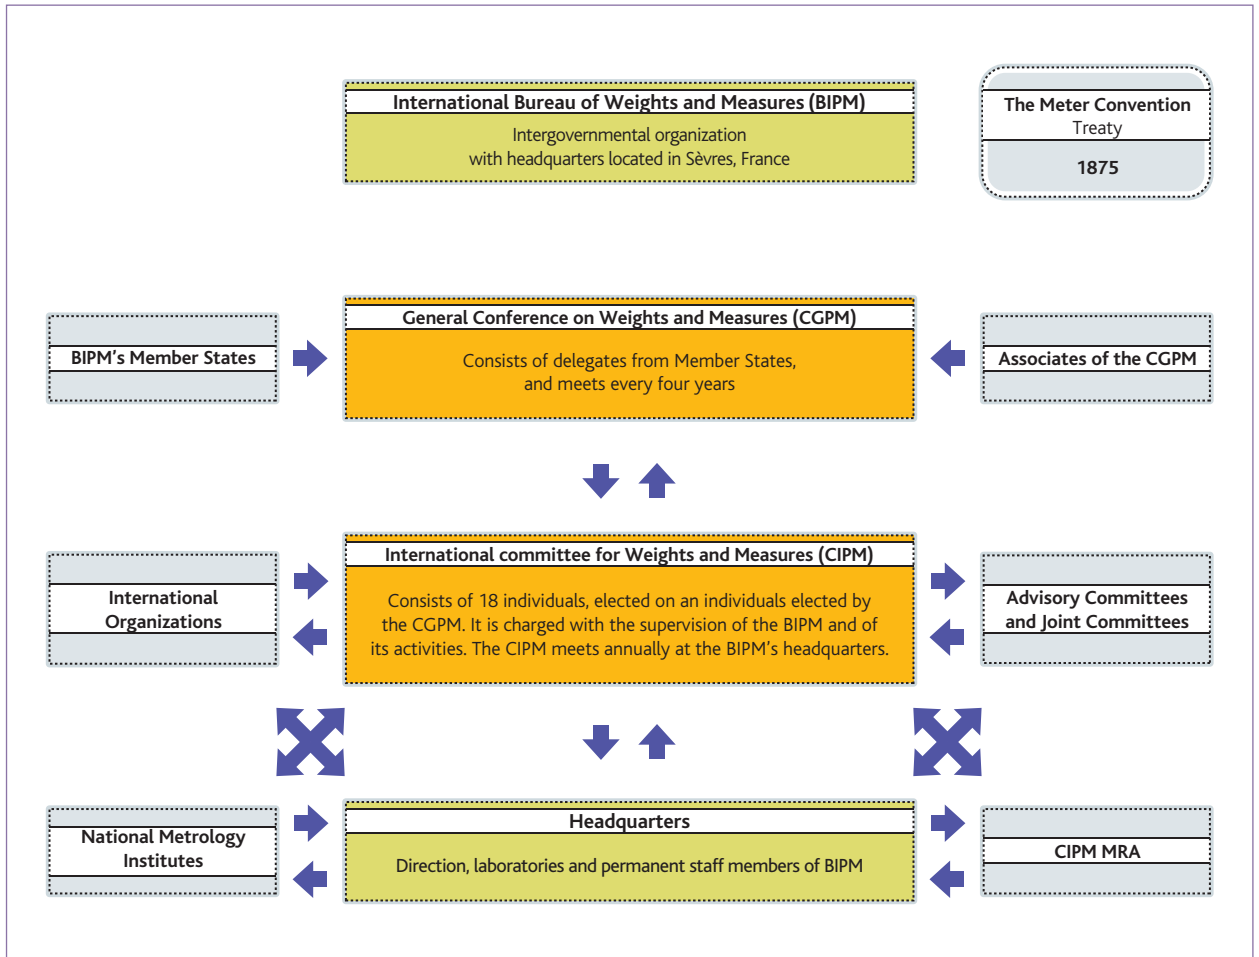 International Bureau of Weights and Measures (BIPM)
Intergovernmental organization
with headquarters located in Sèvres, France
The Meter Convention
Treaty
1875
BIPM's Member States
General Conference on Weights and Measures (CGPM)
Consists of delegates from Member States,
and meets every four years
Associates of the CGPM
International
Organizations
International committee for Weights and Measures (CIPM)
Consists of 18 individuals, elected on an individuals elected by
the CGPM. It is charged with the supervision of the BIPM and of
its activities. The CIPM meets annually at the BIPM's headquarters.
Advisory Committees
and Joint Committees
National Metrology
Institutes
Headquarters
Direction, laboratories and permanent staff members of BIPM
CIPM MRA